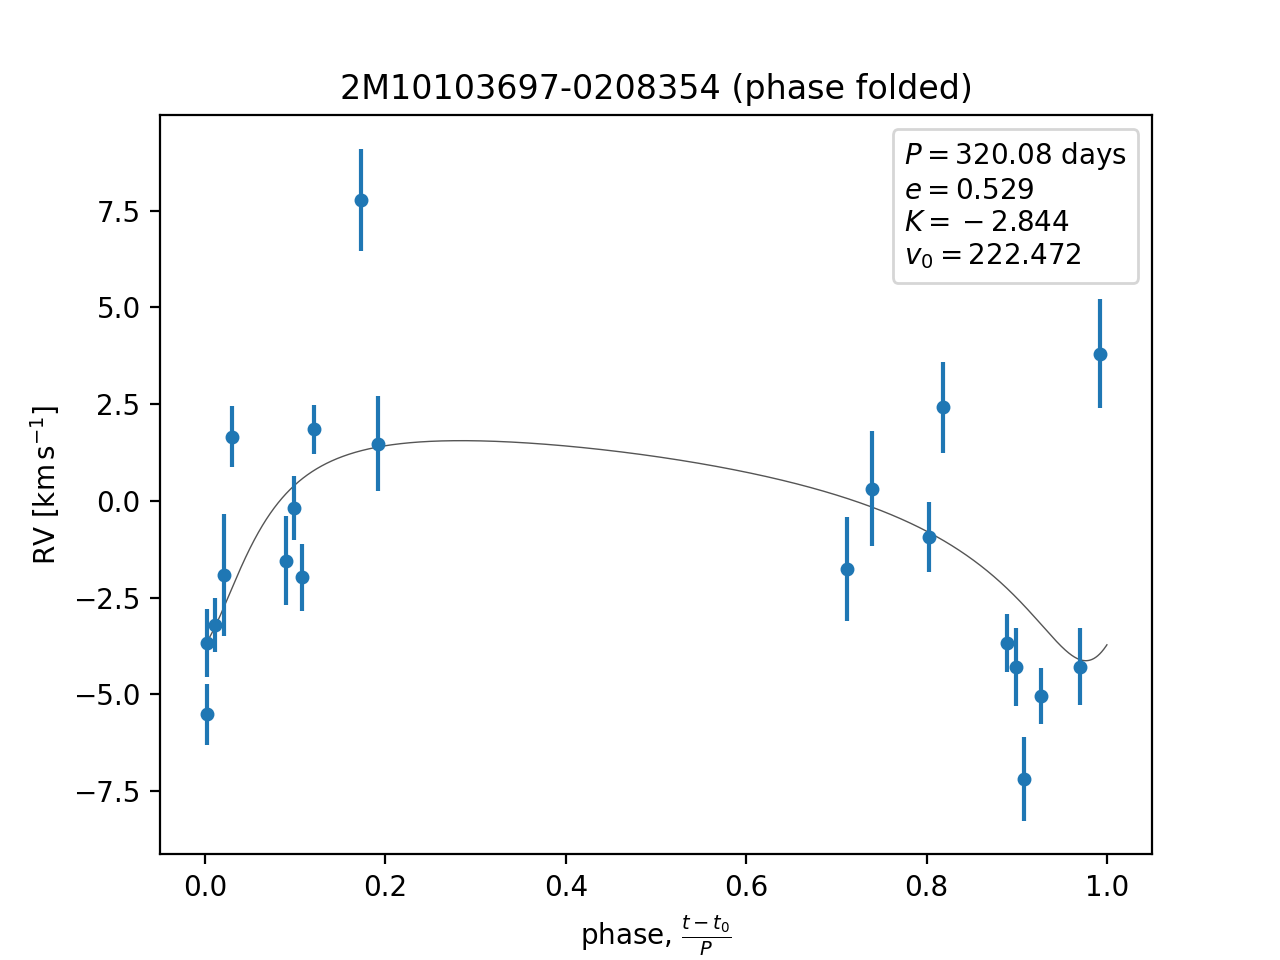 2M10103697-0208354 (phase folded)
P = 320.08 days
e = 0.529
K = −2.844
v₀ = 222.472
7.5
5.0
2.5
0.0
−2.5
−5.0
−7.5
RV [km s⁻¹]
0.0 0.2 0.4 0.6 0.8 1.0
phase, (t − t₀)/P